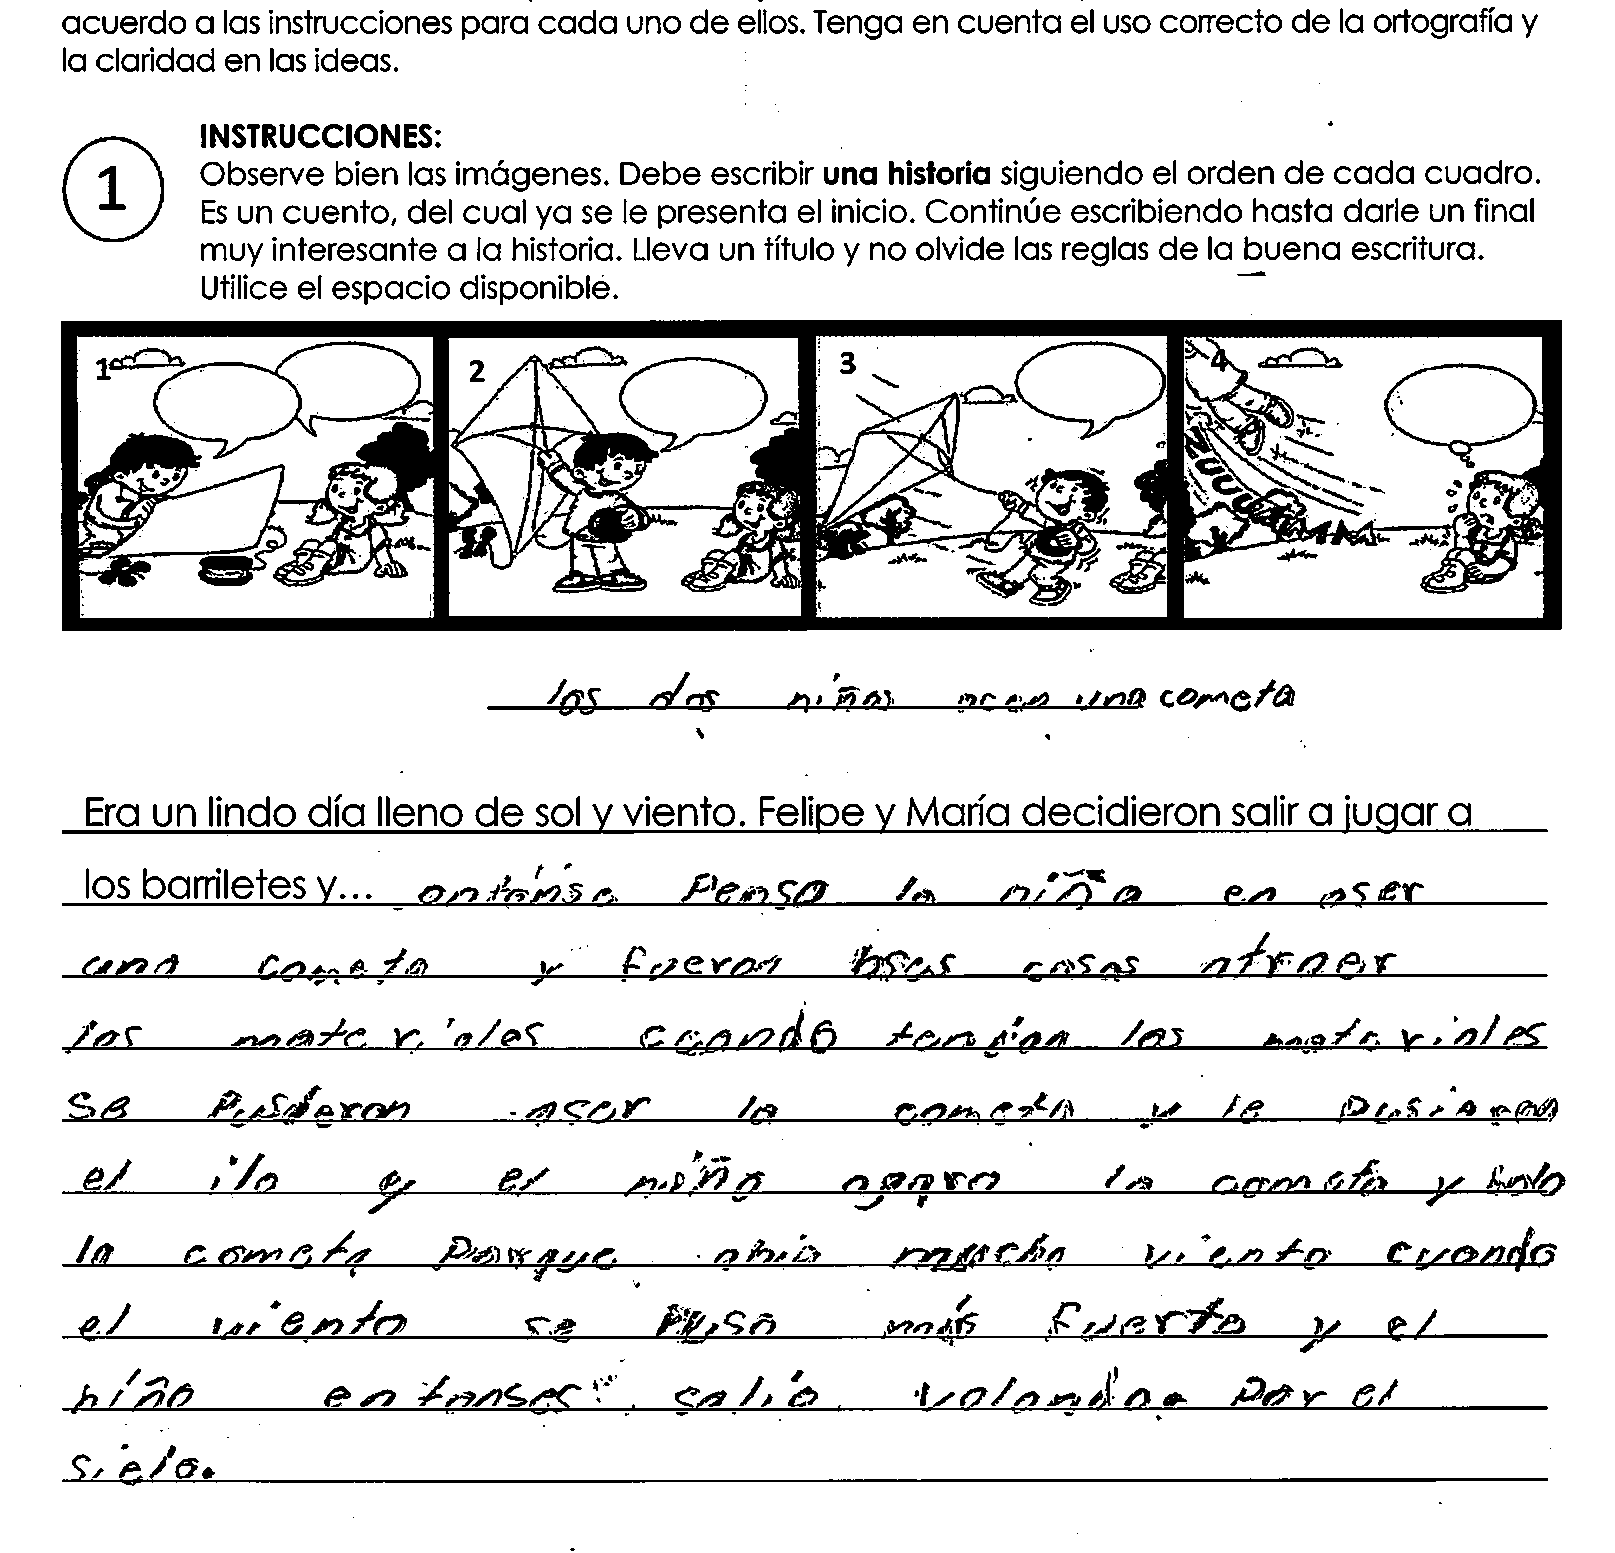 acuerdo a las instrucciones para cada uno de ellos. Tenga en cuenta el uso correcto de la ortografía y
la claridad en las ideas.
INSTRUCCIONES:
1
Observe bien las imágenes. Debe escribir una historia siguiendo el orden de cada cuadro.
Es un cuento, del cual ya se le presenta el inicio. Continúe escribiendo hasta darle un final
muy interesante a la historia. Lleva un título y no olvide las reglas de la buena escritura.
Utilice el espacio disponible.
1 2 3 4
los dos niños acen una cometa
Era un lindo día lleno de sol y viento. Felipe y María decidieron salir a jugar a
los barriletes y... penso la niña en aser
una cometa y fueron casas atraer
los materiales cuando tenían los materiales
se aser la cometa y le pusieron
el ilo y el niño agarro la cometa y
la cometa porque abia mucho viento cuando
el viento se puso más fuerte y el
niño entonses salio volando por el
sielo.